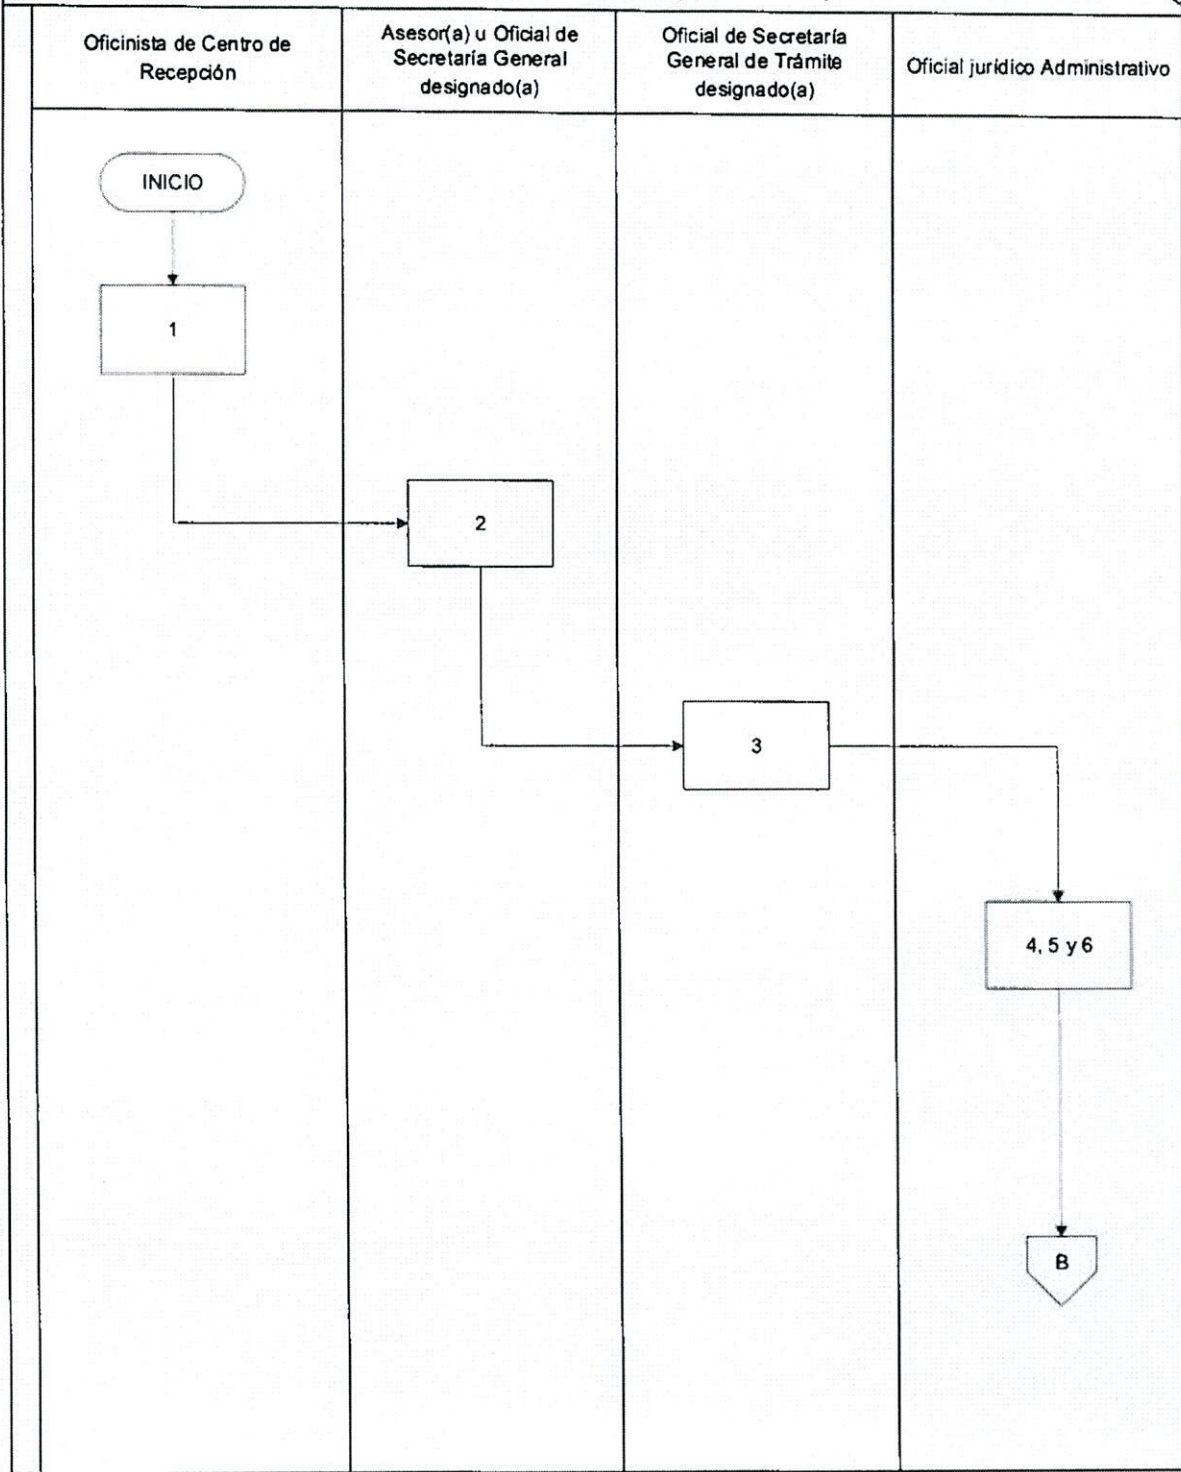 Oficinista de Centro de
Recepción
Asesor(a) u Oficial de
Secretaría General
designado(a)
Oficial de Secretaría
General de Trámite
designado(a)
Oficial jurídico Administrativo
INICIO
1
2
3
4, 5 y 6
B